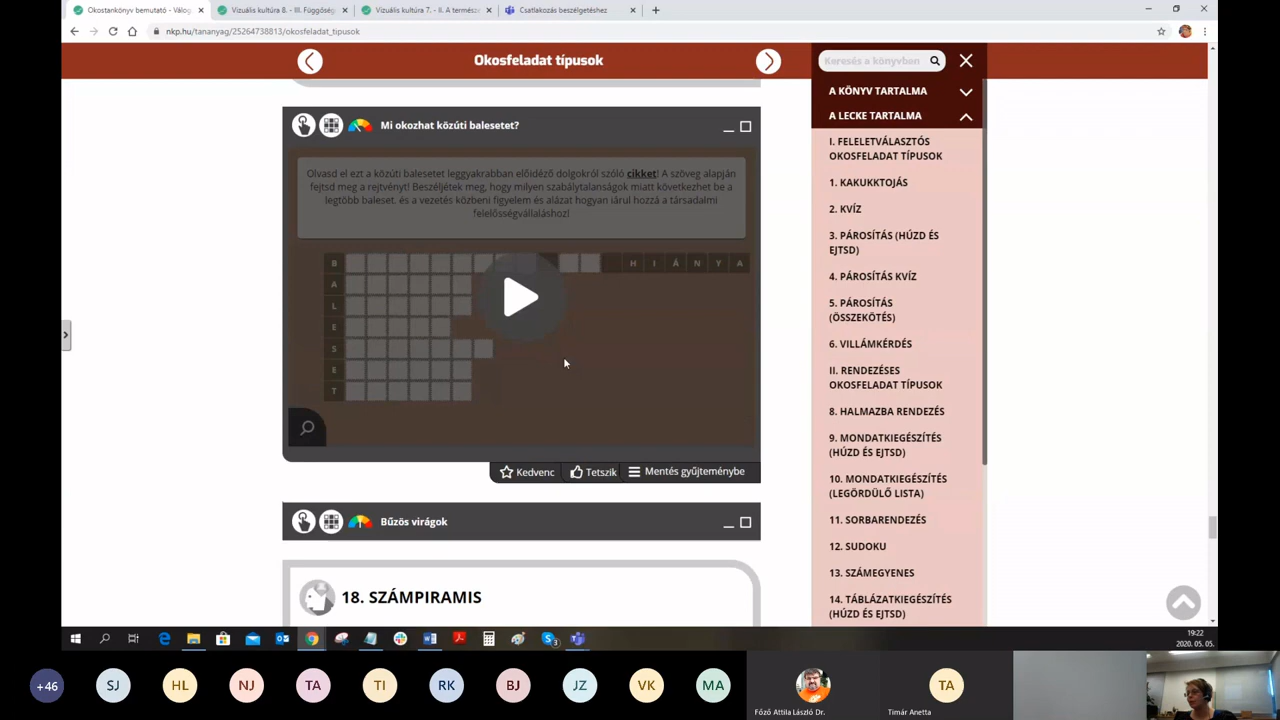 Okostankönyv bemutató - Válog
Vizuális kultúra 8. - III. Függőség
Vizuális kultúra 7. - II. A termész
Csatlakozás beszélgetéshez
nkp.hu/tananyag/25264738813/okosfeladat_tipusok
Okosfeladat típusok
Keresés a könyvben
A KÖNYV TARTALMA
A LECKE TARTALMA
Mi okozhat közúti balesetet?
Olvasd el ezt a közúti balesetet leggyakrabban előidéző dolgokról szóló cikket! A szöveg alapján
fejtsd meg a rejtvényt! Beszéljétek meg, hogy milyen szabálytalanságok miatt következhet be a
legtöbb baleset. és a vezetés közbeni figyelem és alázat hogyan járul hozzá a társadalmi
felelősségvállaláshoz!
B H I Á N Y A
A
L
E
S
E
T
Kedvenc
Tetszik
Mentés gyűjteménybe
Bűzös virágok
18. SZÁMPIRAMIS
I. FELELETVÁLASZTÓS
OKOSFELADAT TÍPUSOK
1. KAKUKKTOJÁS
2. KVÍZ
3. PÁROSÍTÁS (HÚZD ÉS
EJTSD)
4. PÁROSÍTÁS KVÍZ
5. PÁROSÍTÁS
(ÖSSZEKÖTÉS)
6. VILLÁMKÉRDÉS
II. RENDEZÉSES
OKOSFELADAT TÍPUSOK
8. HALMAZBA RENDEZÉS
9. MONDATKIEGÉSZÍTÉS
(HÚZD ÉS EJTSD)
10. MONDATKIEGÉSZÍTÉS
(LEGÖRDÜLŐ LISTA)
11. SORBARENDEZÉS
12. SUDOKU
13. SZÁMEGYENES
14. TÁBLÁZATKIEGÉSZÍTÉS
(HÚZD ÉS EJTSD)
19:22
2020. 05. 05.
+46
SJ
HL
NJ
TA
TI
RK
BJ
JZ
VK
MA
Főző Attila László Dr.
TA
Timár Anetta